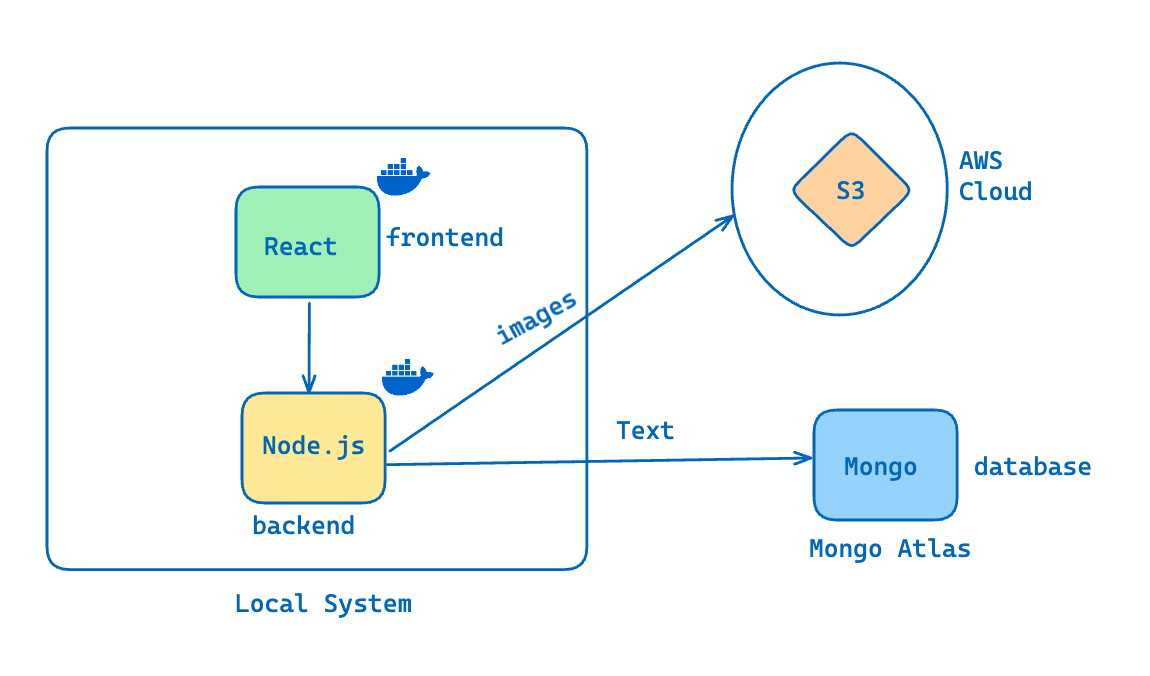 React
frontend
Node.js
backend
Local System
images
Text
S3
AWS
Cloud
Mongo
database
Mongo Atlas